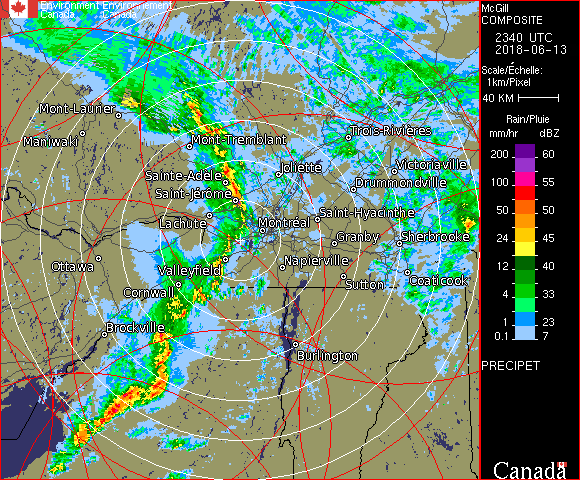 Environment Environnement
Canada Canada
McGill
COMPOSITE
2340 UTC
2018-06-13
Scale/Échelle:
1km/Pixel
40 KM
Rain/Pluie
mm/hr dBZ
200 60
100 55
50 50
24 45
12 40
4 33
1 23
0.1 7
PRECIPET
Mont-Laurier
Maniwaki
Mont-Tremblant
Trois-Rivières
Joliette
Victoriaville
Sainte-Adèle
Drummondville
Saint-Jérôme
Saint-Hyacinthe
Lachute
Montréal
Granby
Sherbrooke
Ottawa
Valleyfield
Napierville
Sutton
Coaticook
Cornwall
Brockville
Burlington
Canada